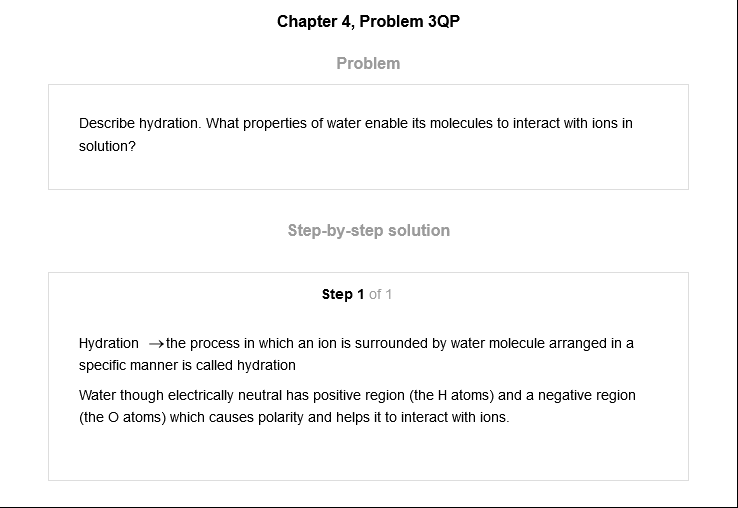 Chapter 4, Problem 3QP
Problem
Describe hydration. What properties of water enable its molecules to interact with ions in
solution?
Step-by-step solution
Step 1 of 1
Hydration →the process in which an ion is surrounded by water molecule arranged in a
specific manner is called hydration
Water though electrically neutral has positive region (the H atoms) and a negative region
(the O atoms) which causes polarity and helps it to interact with ions.